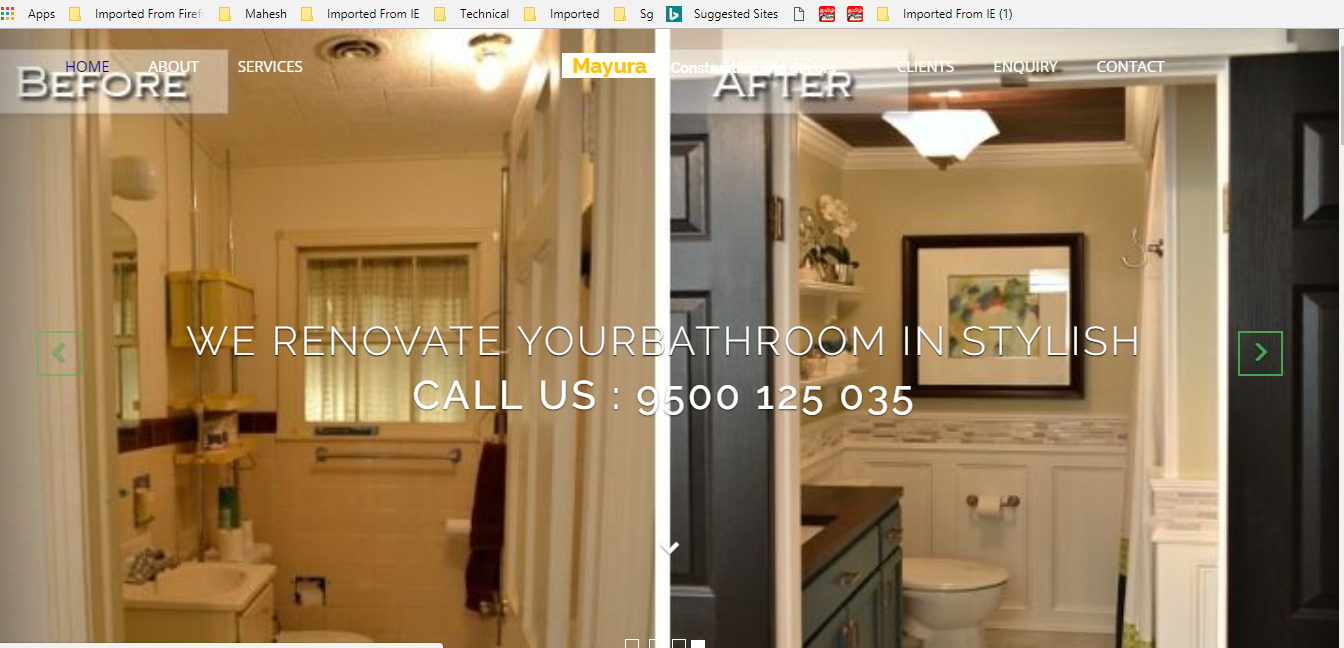 Apps Imported From Firef Mahesh Imported From IE Technical Imported Sg Suggested Sites Imported From IE (1)
HOME ABOUT SERVICES Mayura Construction and decors CLIENTS ENQUIRY CONTACT
BEFORE AFTER
WE RENOVATE YOURBATHROOM IN STYLISH
CALL US : 9500 125 035